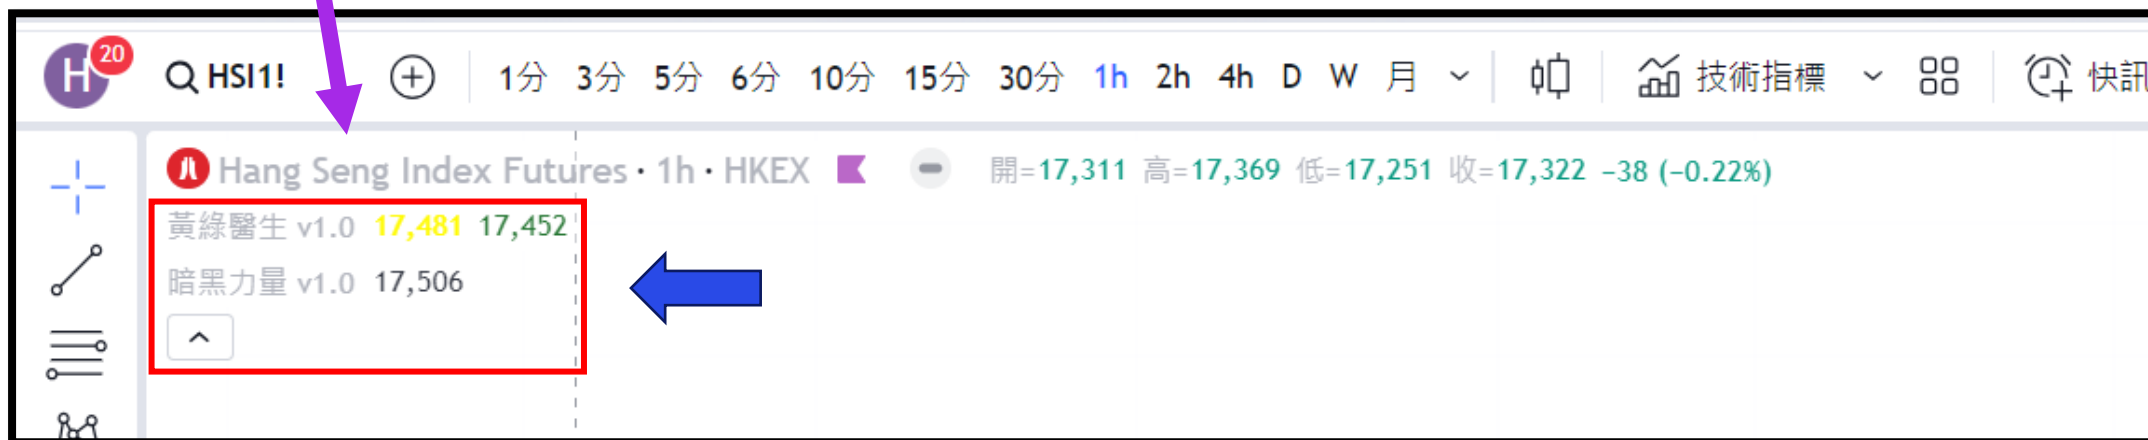 H 20 HSI1! 1分 3分 5分 6分 10分 15分 30分 1h 2h 4h D W 月 技術指標 快訊
Hang Seng Index Futures · 1h · HKEX 開=17,311 高=17,369 低=17,251 收=17,322 −38 (−0.22%)
黃綠醫生 v1.0 17,481 17,452
暗黑力量 v1.0 17,506